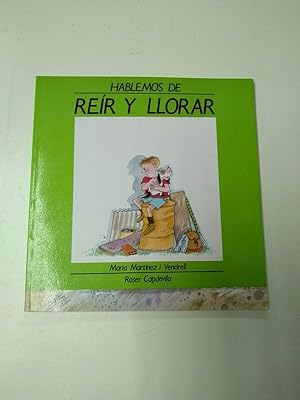 HABLEMOS DE
REÍR Y LLORAR
Maria Martínez i Vendrell
Roser Capdevila